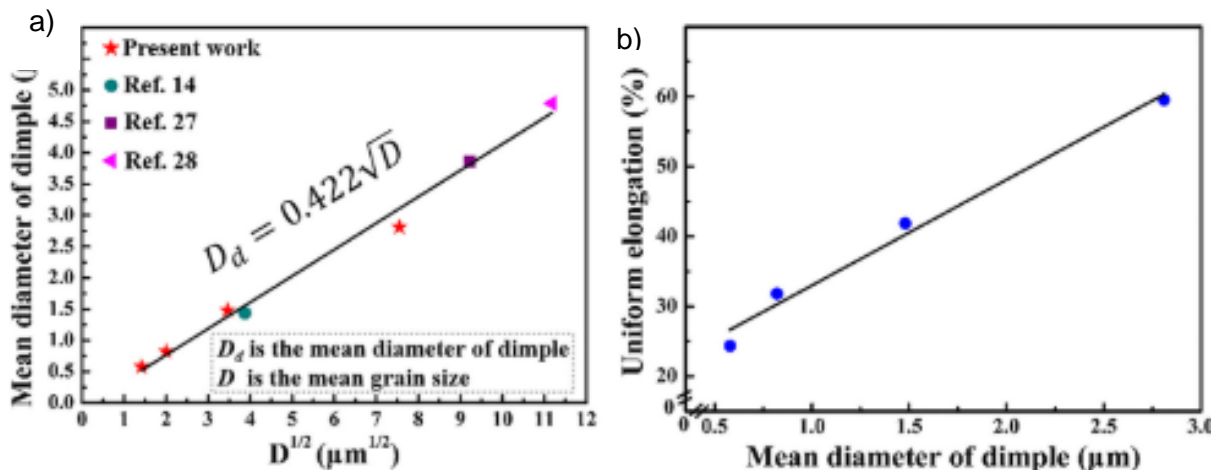 a)
Mean diameter of dimple (
Present work
Ref. 14
Ref. 27
Ref. 28
D_d = 0.422√D
D_d is the mean diameter of dimple
D is the mean grain size
5.0
4.5
4.0
3.5
3.0
2.5
2.0
1.5
1.0
0.5
0.0
0 1 2 3 4 5 6 7 8 9 10 11 12
D^1/2 (µm^1/2)
b)
Uniform elongation (%)
60
50
40
30
20
0
0 0.5 1.0 1.5 2.0 2.5 3.0
Mean diameter of dimple (µm)